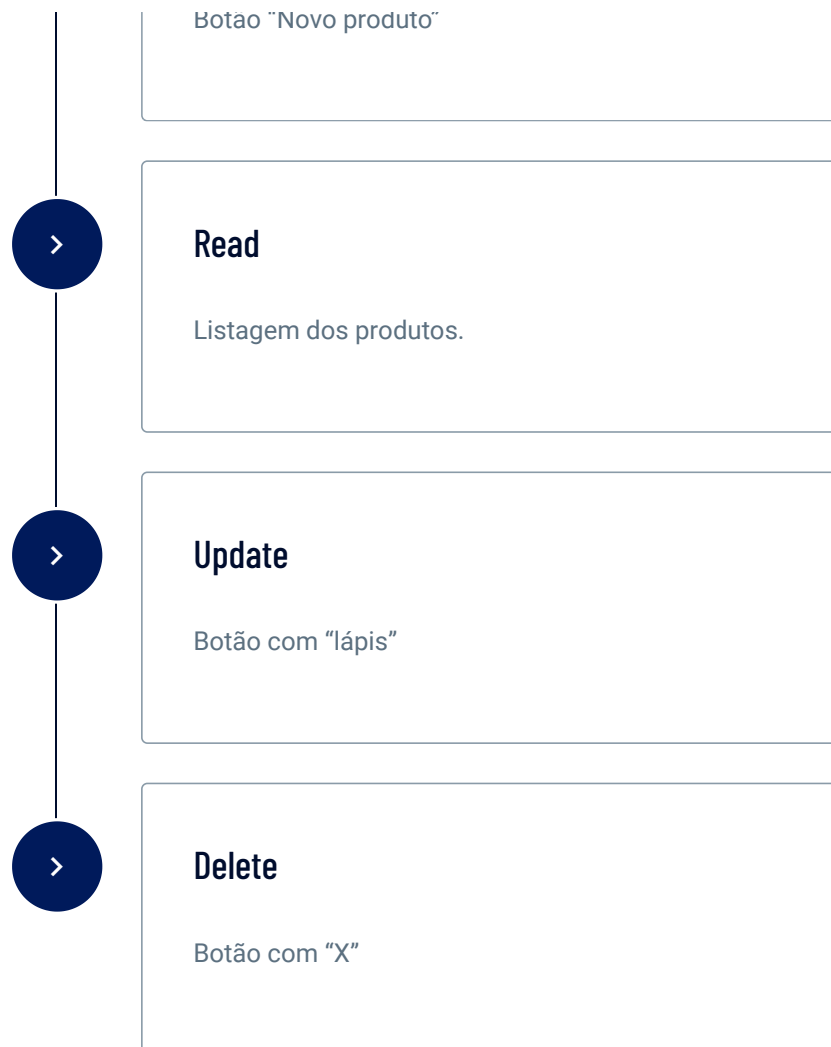 Botão “Novo produto”
Read
Listagem dos produtos.
Update
Botão com “lápis”
Delete
Botão com “X”